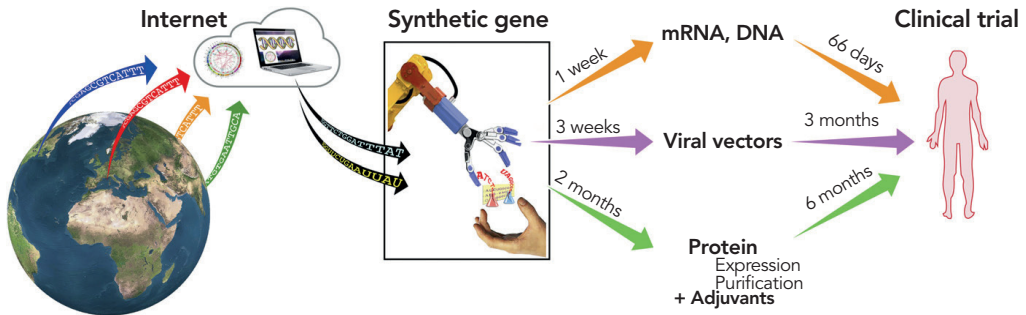 Internet
Synthetic gene
Clinical trial
mRNA, DNA
1 week
66 days
3 weeks
Viral vectors
3 months
2 months
6 months
Protein
Expression
Purification
+ Adjuvants